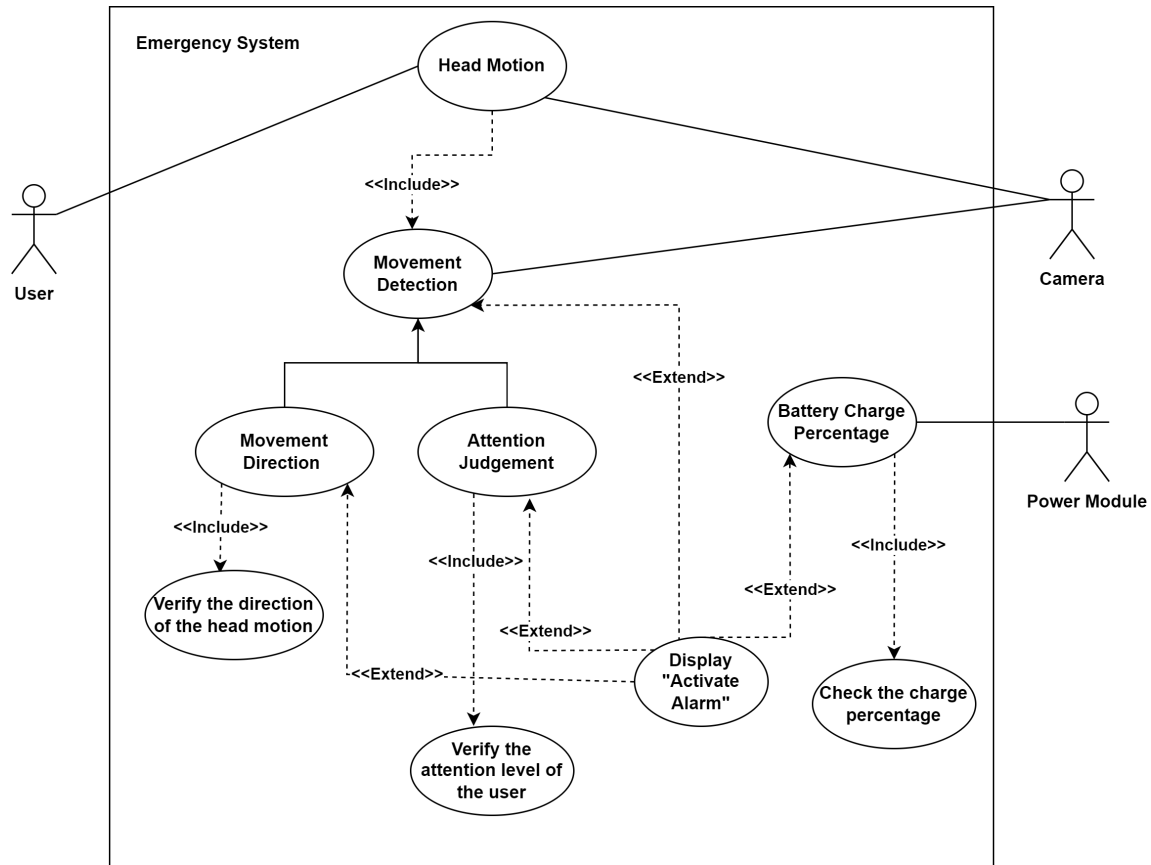 Emergency System
Head Motion
<<Include>>
User
Movement
Detection
Camera
<<Extend>>
Battery Charge
Percentage
Movement
Direction
Attention
Judgement
Power Module
<<Include>>
<<Include>>
<<Include>>
<<Extend>>
Verify the direction
of the head motion
<<Extend>>
<<Extend>>
Display
"Activate
Alarm"
Check the charge
percentage
Verify the
attention level of
the user